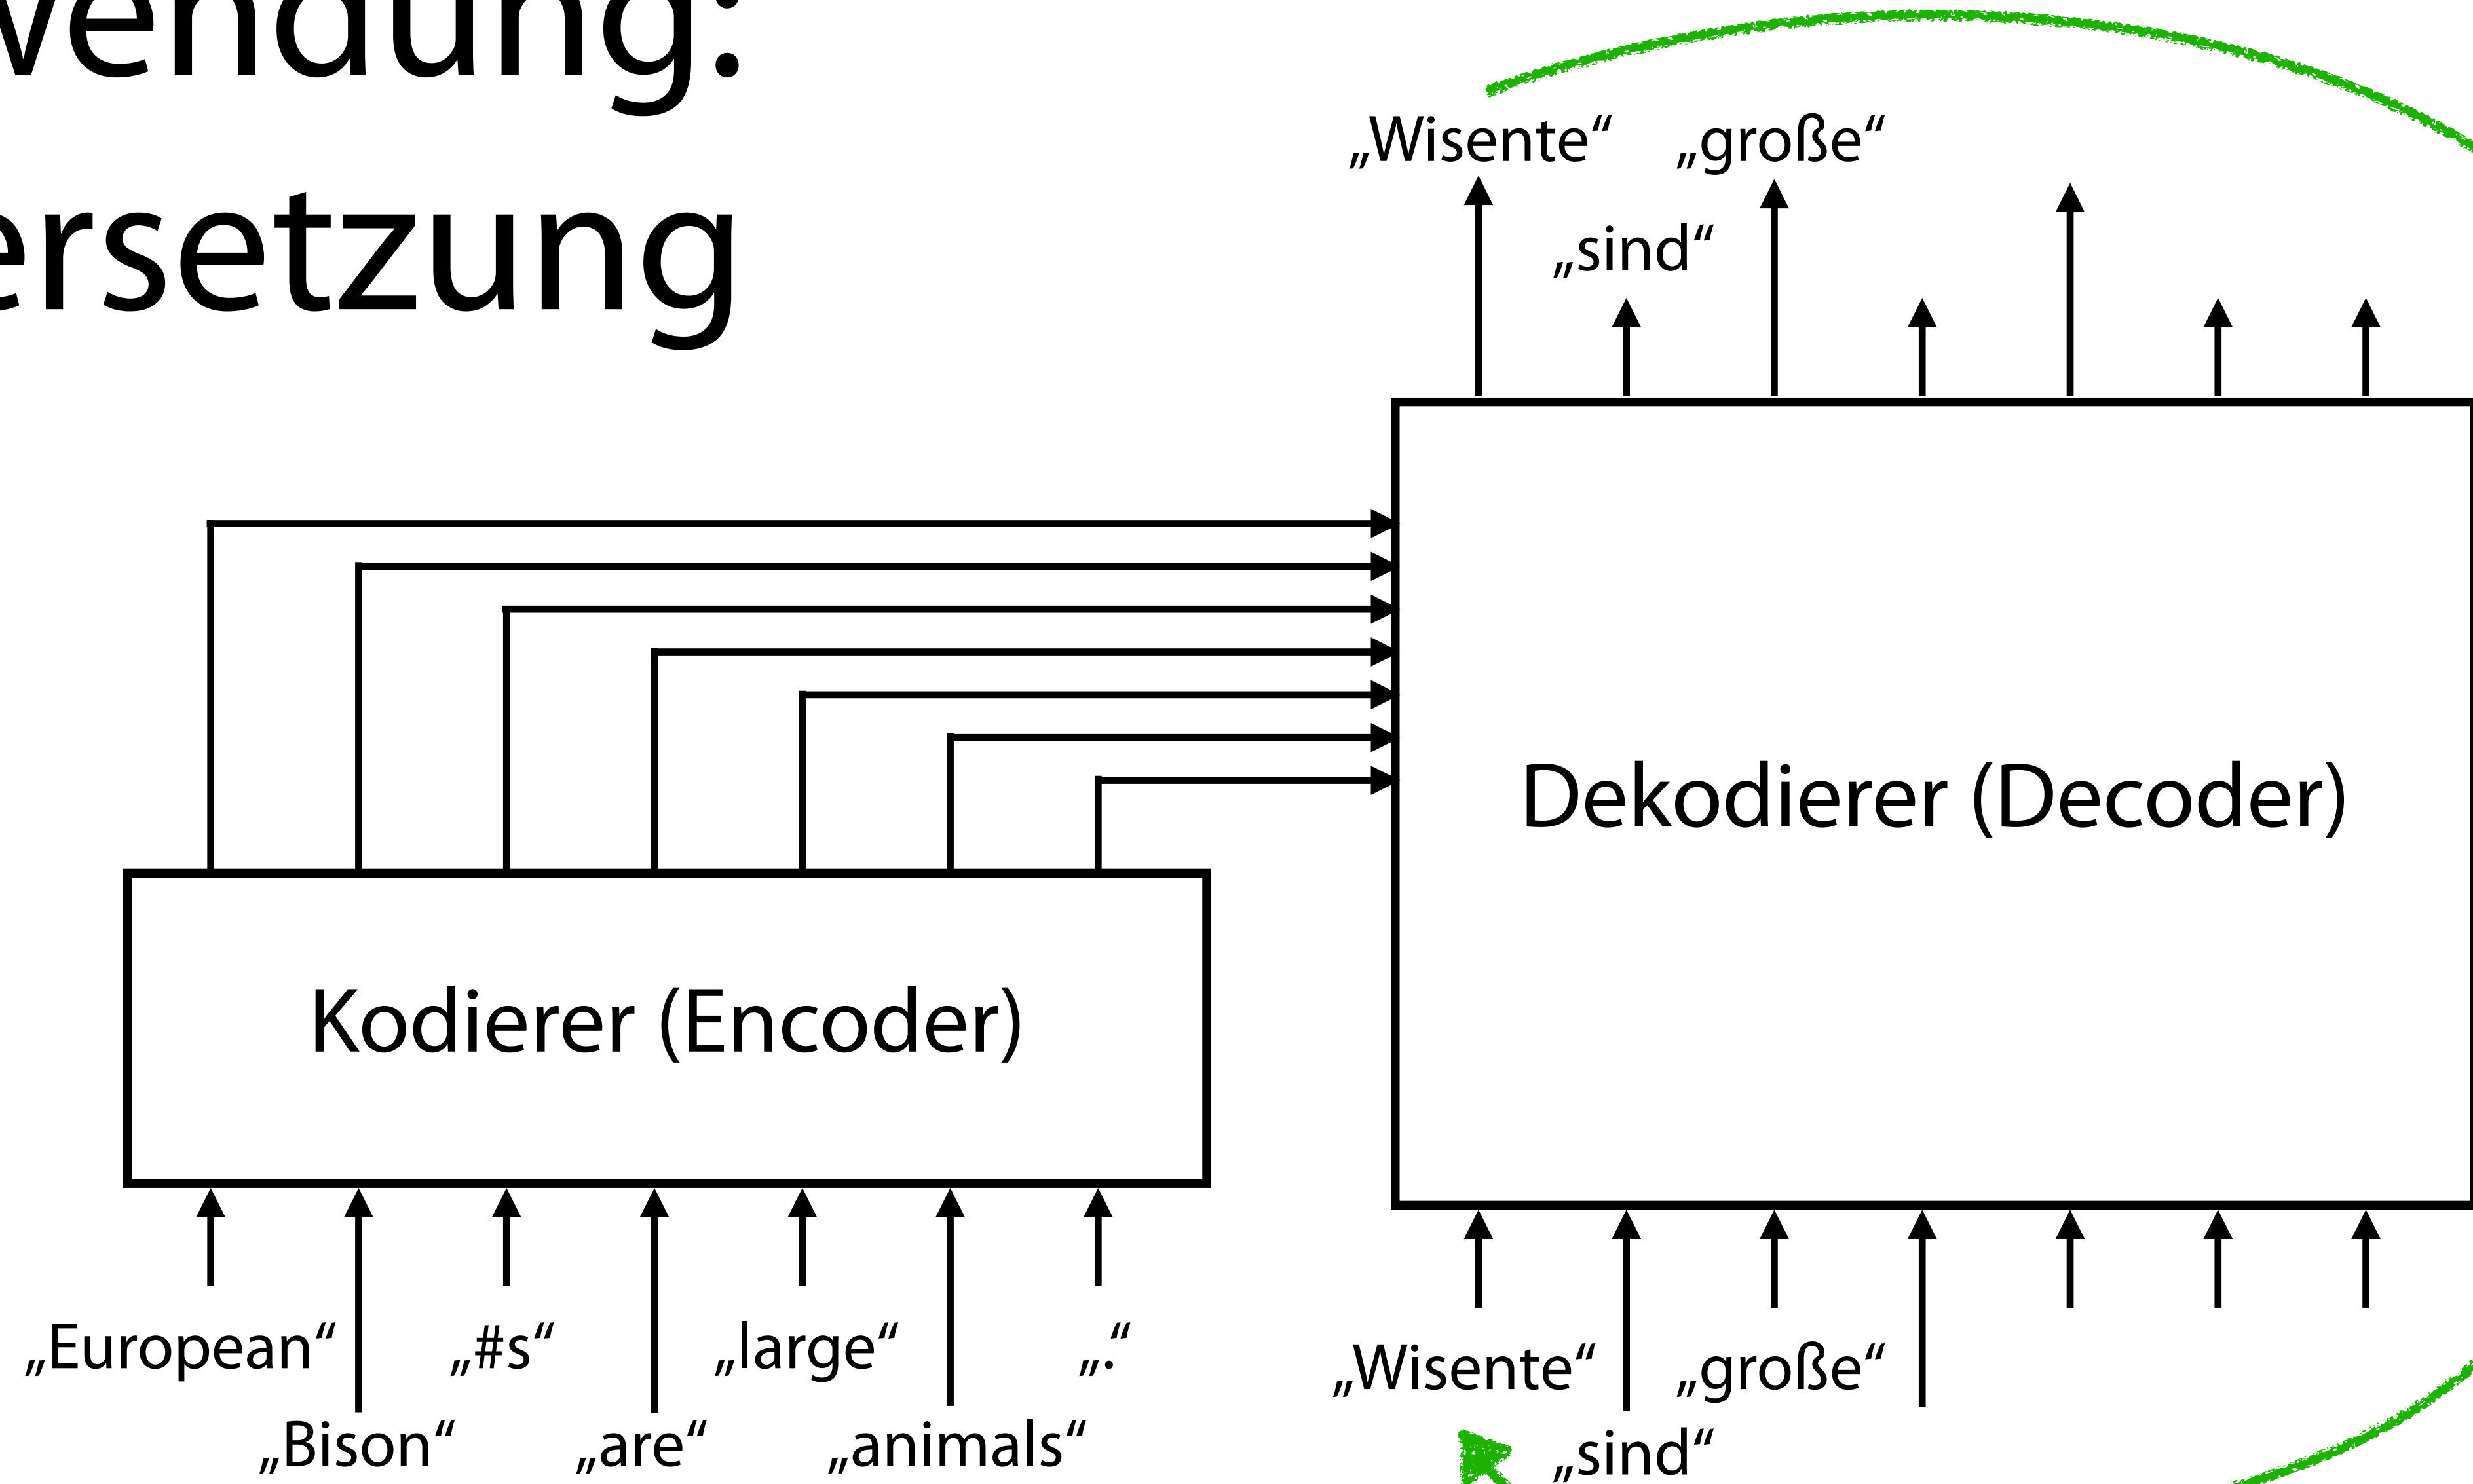 wendung:
ersetzung
„Wisente“ „große“
„sind“
Dekodierer (Decoder)
Kodierer (Encoder)
„European“ „#s“ „large“ „.“
„Bison“ „are“ „animals“
„Wisente“ „große“
„sind“